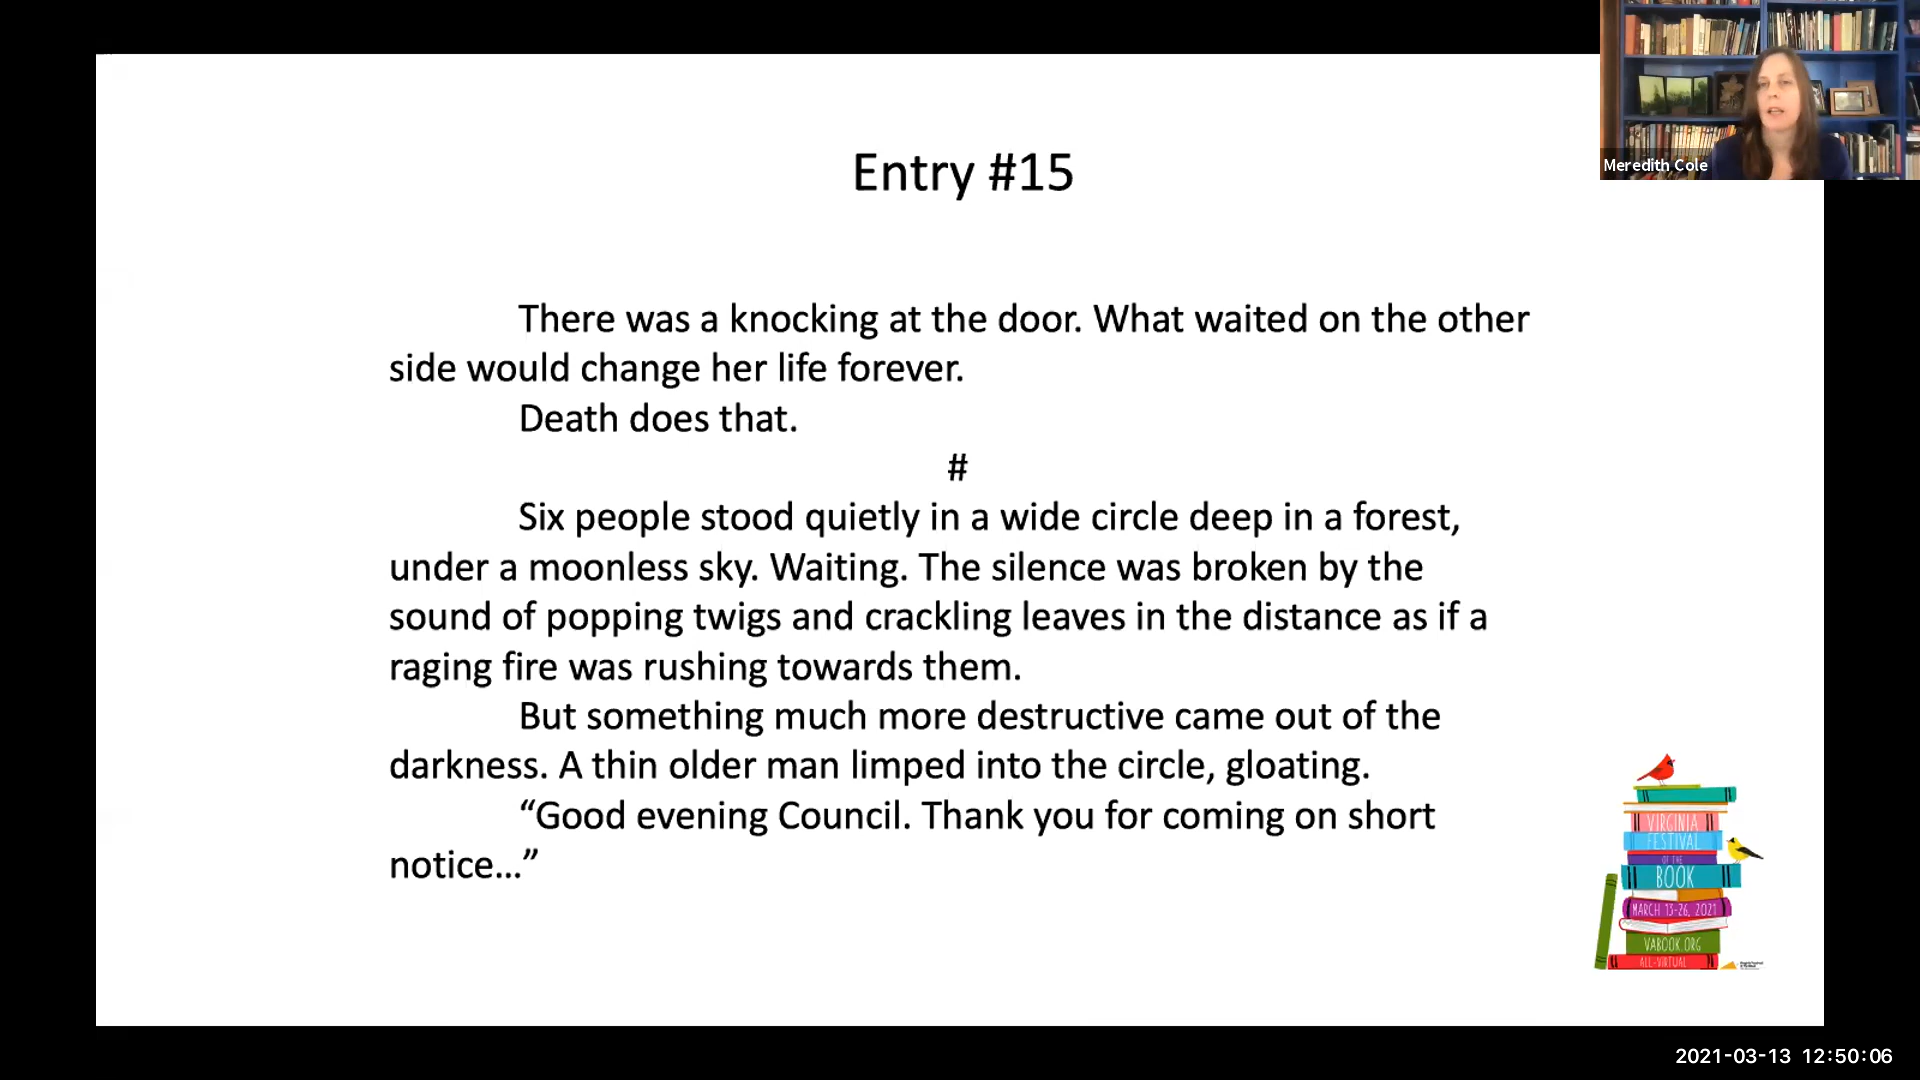 Meredith Cole
Entry #15
There was a knocking at the door. What waited on the other
side would change her life forever.
Death does that.
#
Six people stood quietly in a wide circle deep in a forest,
under a moonless sky. Waiting. The silence was broken by the
sound of popping twigs and crackling leaves in the distance as if a
raging fire was rushing towards them.
But something much more destructive came out of the
darkness. A thin older man limped into the circle, gloating.
“Good evening Council. Thank you for coming on short
notice…”
VIRGINIA
FESTIVAL
OF THE
BOOK
MARCH 13-26, 2021
VABOOK.ORG
ALL-VIRTUAL
2021-03-13 12:50:06